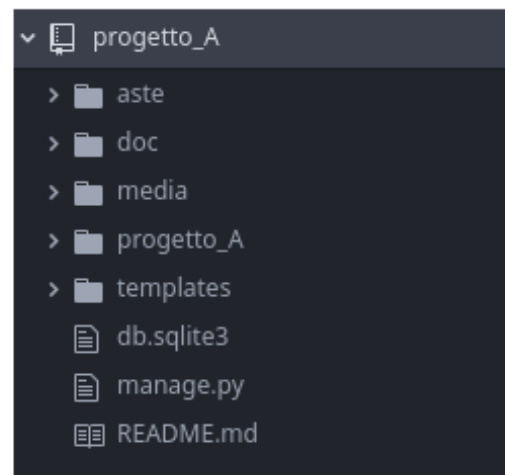 progetto_A
aste
doc
media
progetto_A
templates
db.sqlite3
manage.py
README.md